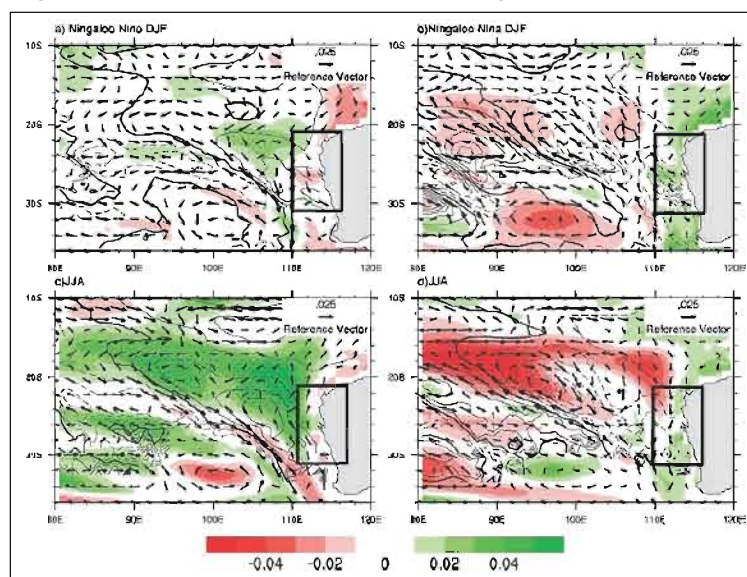 a) Ningaloo Nino DJF
.025
Reference Vector
10S
20S
30S
80E
90E
100E
110E
120E
b)Ningaloo Nina DJF
.025
Reference Vector
10S
20S
30S
80E
90E
100E
110E
120E
c)JJA
.025
Reference Vector
10S
20S
30S
80E
90E
100E
110E
120E
d)JJA
.025
Reference Vector
10S
20S
30S
80E
90E
100E
110E
120E
-0.04 -0.02 0 0.02 0.04